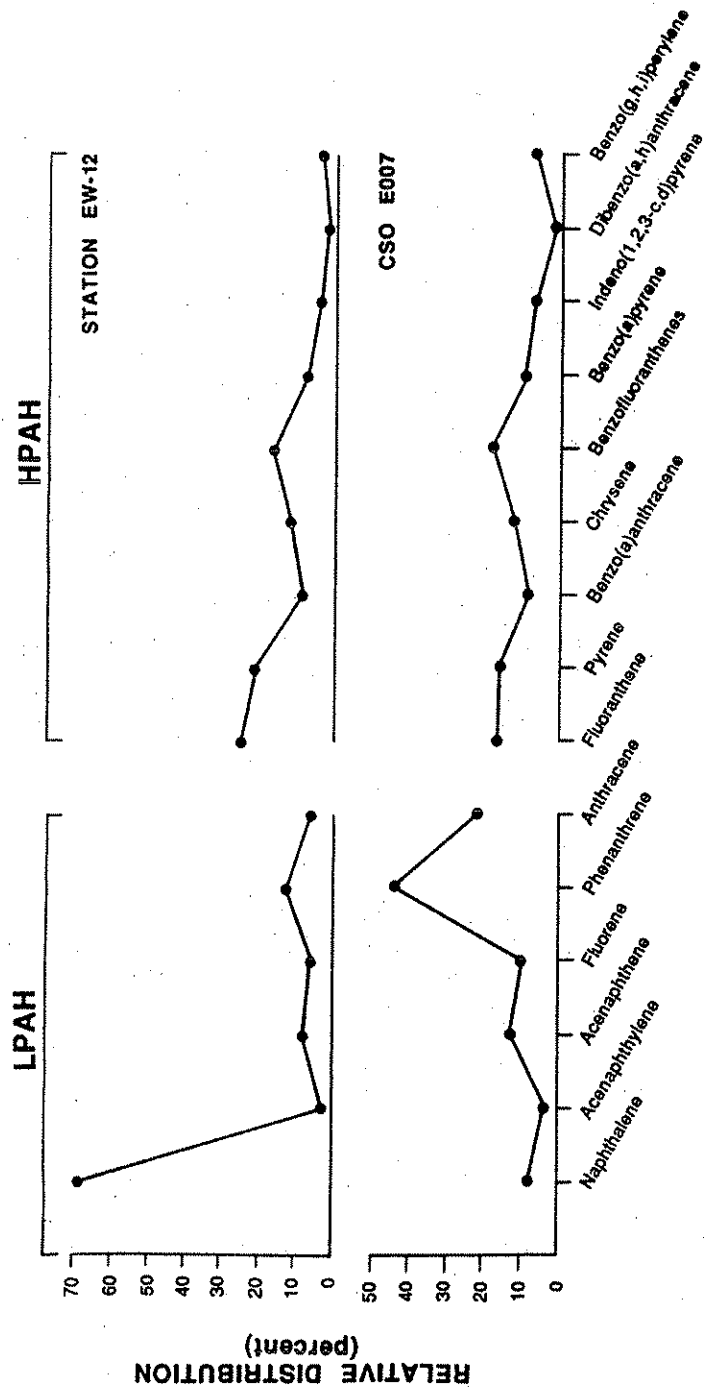 LPAH
HPAH
STATION EW-12
70
60
50
40
30
20
10
0
CSO E007
50
40
30
20
10
0
RELATIVE DISTRIBUTION
(percent)
Naphthalene
Acenaphthylene
Acenaphthene
Fluorene
Phenanthrene
Anthracene
Fluoranthene
Pyrene
Benzo(a)anthracene
Chrysene
Benzofluoranthenes
Benzo(a)pyrene
Indeno(1,2,3-c,d)pyrene
Dibenzo(a,h)anthracene
Benzo(g,h,i)perylene